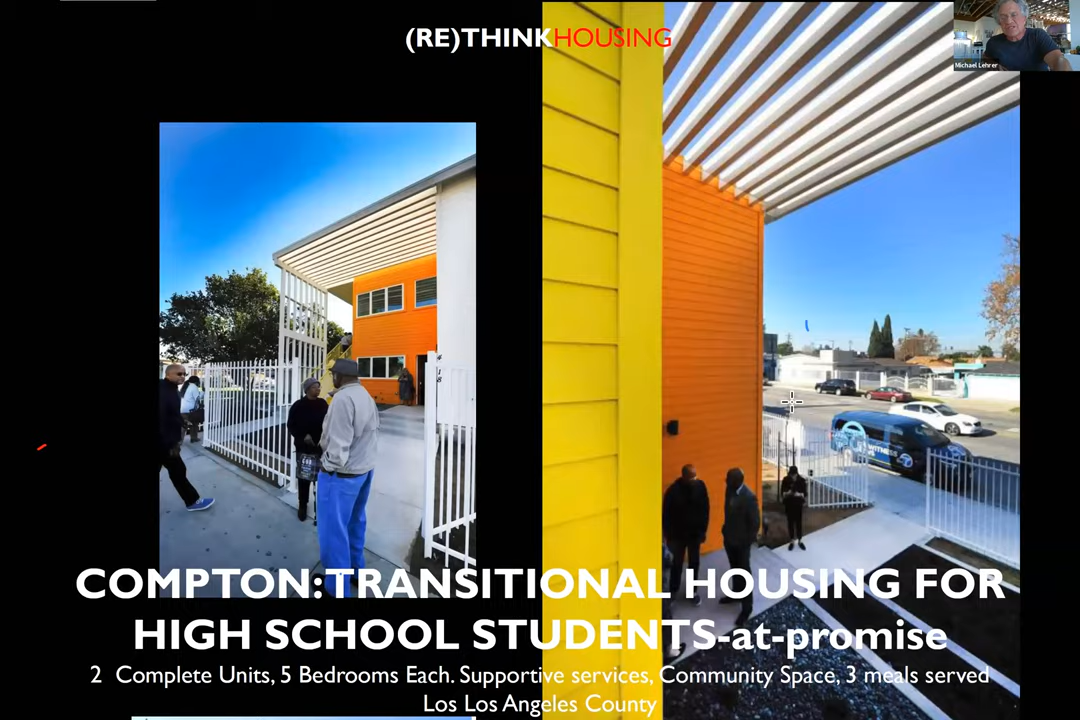 (RE)THINKHOUSING
Michael Lehrer
WITNESS
COMPTON:TRANSITIONAL HOUSING FOR
HIGH SCHOOL STUDENTS-at-promise
2 Complete Units, 5 Bedrooms Each. Supportive services, Community Space, 3 meals served
Los Los Angeles County